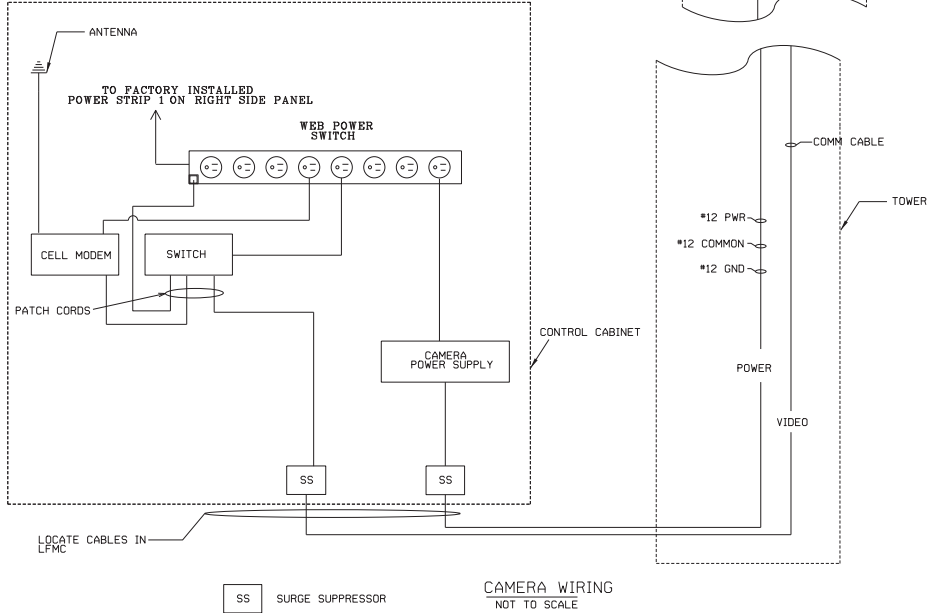 ANTENNA
TO FACTORY INSTALLED
POWER STRIP 1 ON RIGHT SIDE PANEL
WEB POWER
SWITCH
COMM CABLE
TOWER
#12 PWR
#12 COMMON
#12 GND
CELL MODEM
SWITCH
PATCH CORDS
CONTROL CABINET
CAMERA
POWER SUPPLY
POWER
VIDEO
SS
SS
LOCATE CABLES IN
LFMC
SS
SURGE SUPPRESSOR
CAMERA WIRING
NOT TO SCALE